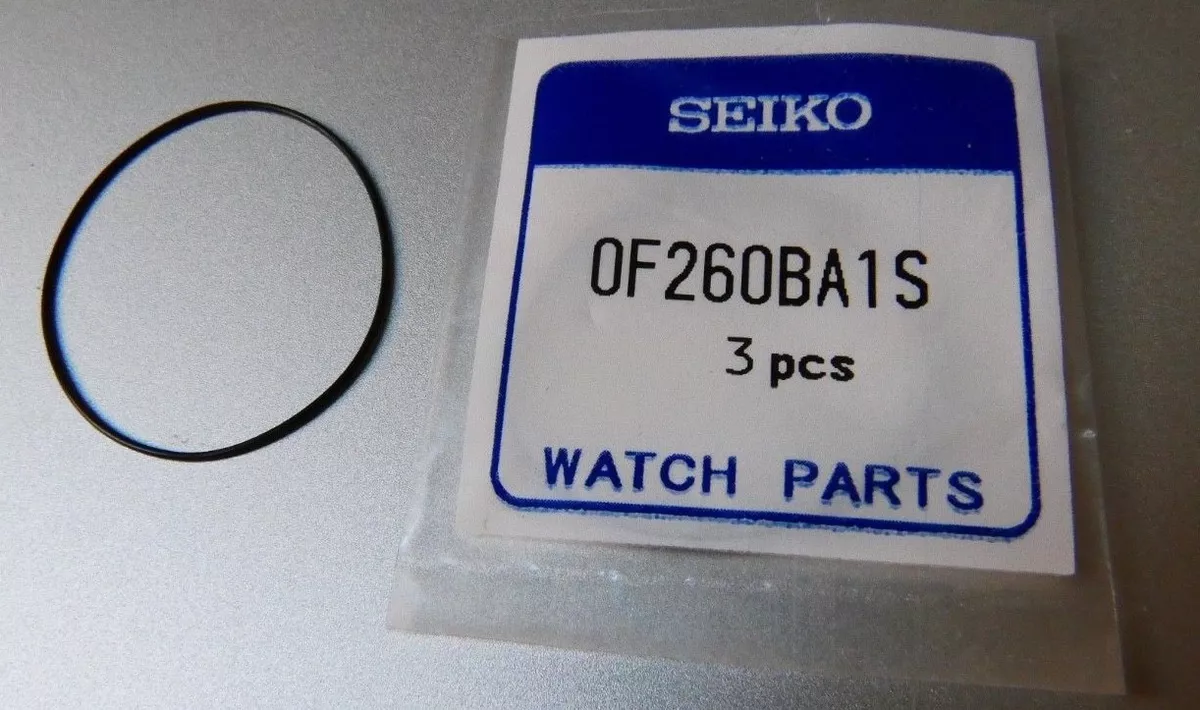 SEIKO
0F260BA1S
3 pcs
WATCH PARTS